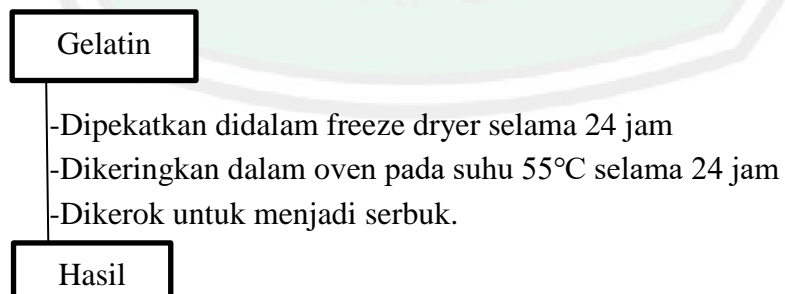 Gelatin
-Dipekatkan didalam freeze dryer selama 24 jam
-Dikeringkan dalam oven pada suhu 55℃ selama 24 jam
-Dikerok untuk menjadi serbuk.
Hasil